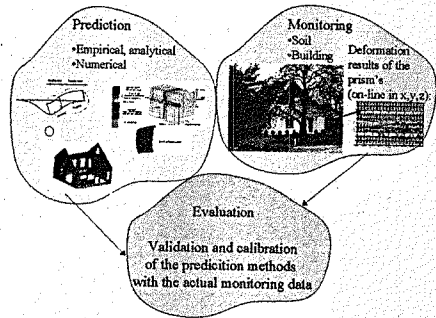 Prediction
•Empirical, analytical
•Numerical
Monitoring
•Soil
•Building
Deformation
results of the
prism's
(on-line in x,y,z):
Evaluation
Validation and calibration
of the predicition methods
with the actual monitoring data